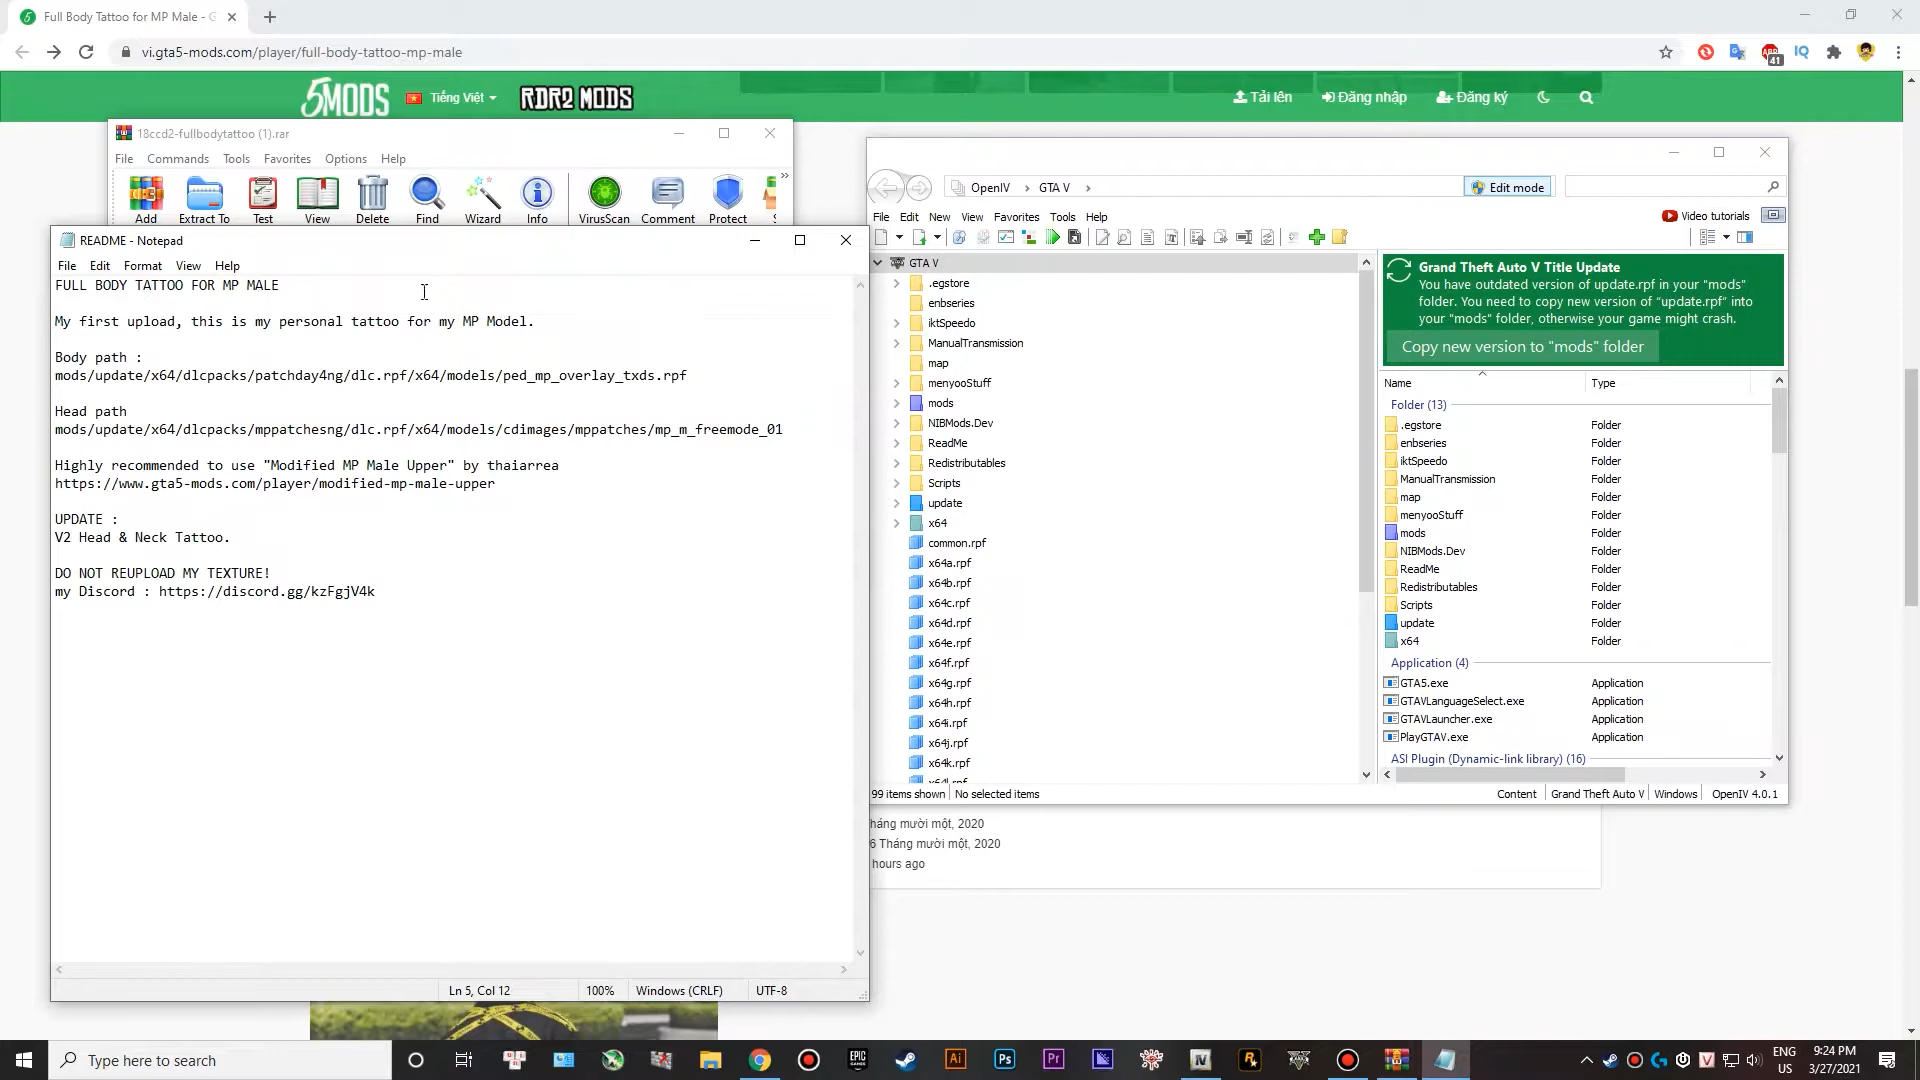 Full Body Tattoo for MP Male - G
vi.gta5-mods.com/player/full-body-tattoo-mp-male
41
IQ
5MODS
Tiếng Việt
RDR2 MODS
Tải lên
Đăng nhập
Đăng ký
18ccd2-fullbodytattoo (1).rar
File Commands Tools Favorites Options Help
Add Extract To Test View Delete Find Wizard Info VirusScan Comment Protect
README - Notepad
File Edit Format View Help
FULL BODY TATTOO FOR MP MALE
My first upload, this is my personal tattoo for my MP Model.
Body path :
mods/update/x64/dlcpacks/patchday4ng/dlc.rpf/x64/models/ped_mp_overlay_txds.rpf
Head path
mods/update/x64/dlcpacks/mppatchesng/dlc.rpf/x64/models/cdimages/mppatches/mp_m_freemode_01
Highly recommended to use "Modified MP Male Upper" by thaiarrea
https://www.gta5-mods.com/player/modified-mp-male-upper
UPDATE :
V2 Head & Neck Tattoo.
DO NOT REUPLOAD MY TEXTURE!
my Discord : https://discord.gg/kzFgjV4k
Ln 5, Col 12
100%
Windows (CRLF)
UTF-8
OpenIV
GTA V
Edit mode
File Edit New View Favorites Tools Help
Video tutorials
GTA V
.egstore
enbseries
iktSpeedo
ManualTransmission
map
menyooStuff
mods
NIBMods.Dev
ReadMe
Redistributables
Scripts
update
x64
common.rpf
x64a.rpf
x64b.rpf
x64c.rpf
x64d.rpf
x64e.rpf
x64f.rpf
x64g.rpf
x64h.rpf
x64i.rpf
x64j.rpf
x64k.rpf
x64l.rpf
Grand Theft Auto V Title Update
You have outdated version of update.rpf in your "mods"
folder. You need to copy new version of "update.rpf" into
your "mods" folder, otherwise your game might crash.
Copy new version to "mods" folder
Name Type
Folder (13)
.egstore Folder
enbseries Folder
iktSpeedo Folder
ManualTransmission Folder
map Folder
menyooStuff Folder
mods Folder
NIBMods.Dev Folder
ReadMe Folder
Redistributables Folder
Scripts Folder
update Folder
x64 Folder
Application (4)
GTA5.exe Application
GTAVLanguageSelect.exe Application
GTAVLauncher.exe Application
PlayGTAV.exe Application
ASI Plugin (Dynamic-link library) (16)
99 items shown
No selected items
Content
Grand Theft Auto V
Windows
OpenIV 4.0.1
háng mười một, 2020
6 Tháng mười một, 2020
hours ago
Type here to search
EPIC
GAMES
Ai
Ps
Pr
IV
R
V
ENG
US
9:24 PM
3/27/2021